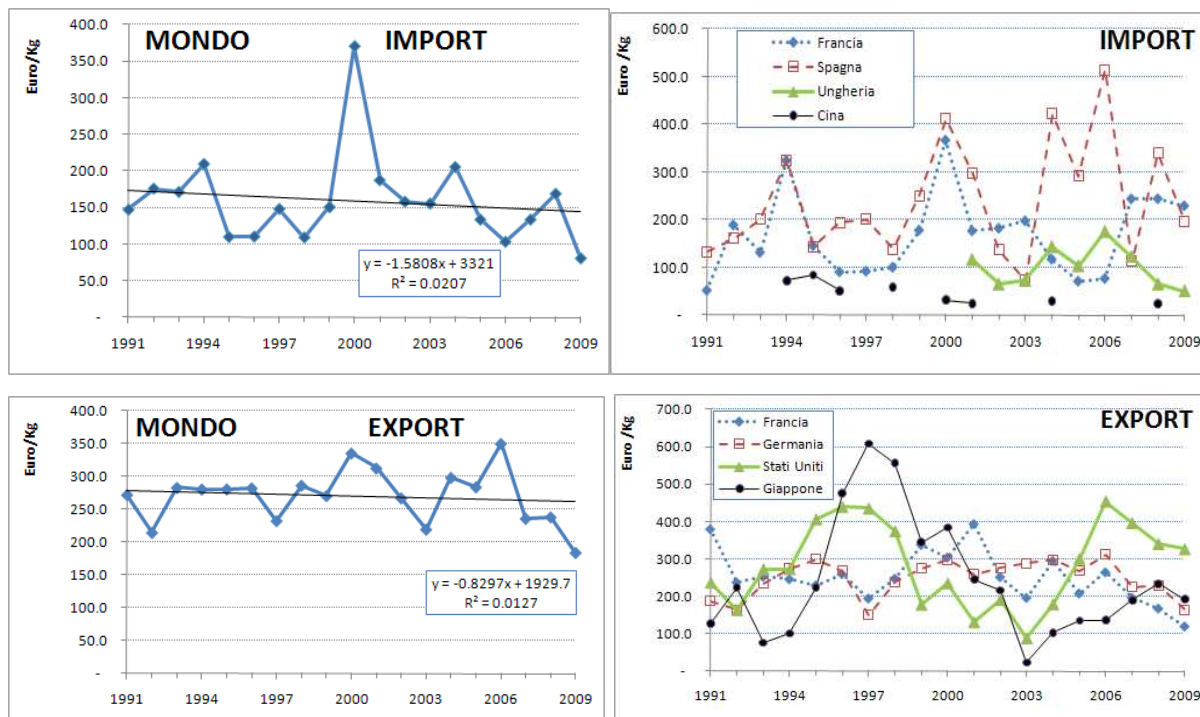 MONDO IMPORT
Euro/Kg
400.0
350.0
300.0
250.0
200.0
150.0
100.0
50.0
-
y = -1.5808x + 3321
R² = 0.0207
1991 1994 1997 2000 2003 2006 2009
IMPORT
Euro /Kg
600.0
500.0
400.0
300.0
200.0
100.0
-
Francia
Spagna
Ungheria
Cina
1991 1994 1997 2000 2003 2006 2009
MONDO EXPORT
Euro/Kg
400.0
350.0
300.0
250.0
200.0
150.0
100.0
50.0
-
y = -0.8297x + 1929.7
R² = 0.0127
1991 1994 1997 2000 2003 2006 2009
EXPORT
Euro /Kg
700.0
600.0
500.0
400.0
300.0
200.0
100.0
-
Francia
Germania
Stati Uniti
Giappone
1991 1994 1997 2000 2003 2006 2009